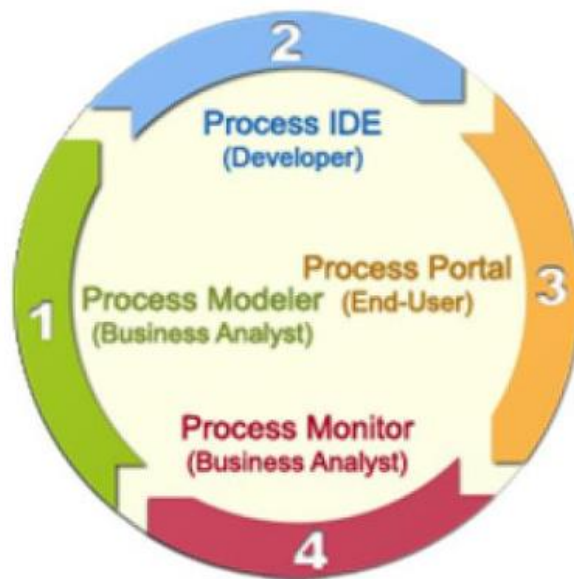 2
Process IDE
(Developer)
Process Portal
(End-User)
3
1
Process Modeler
(Business Analyst)
Process Monitor
(Business Analyst)
4